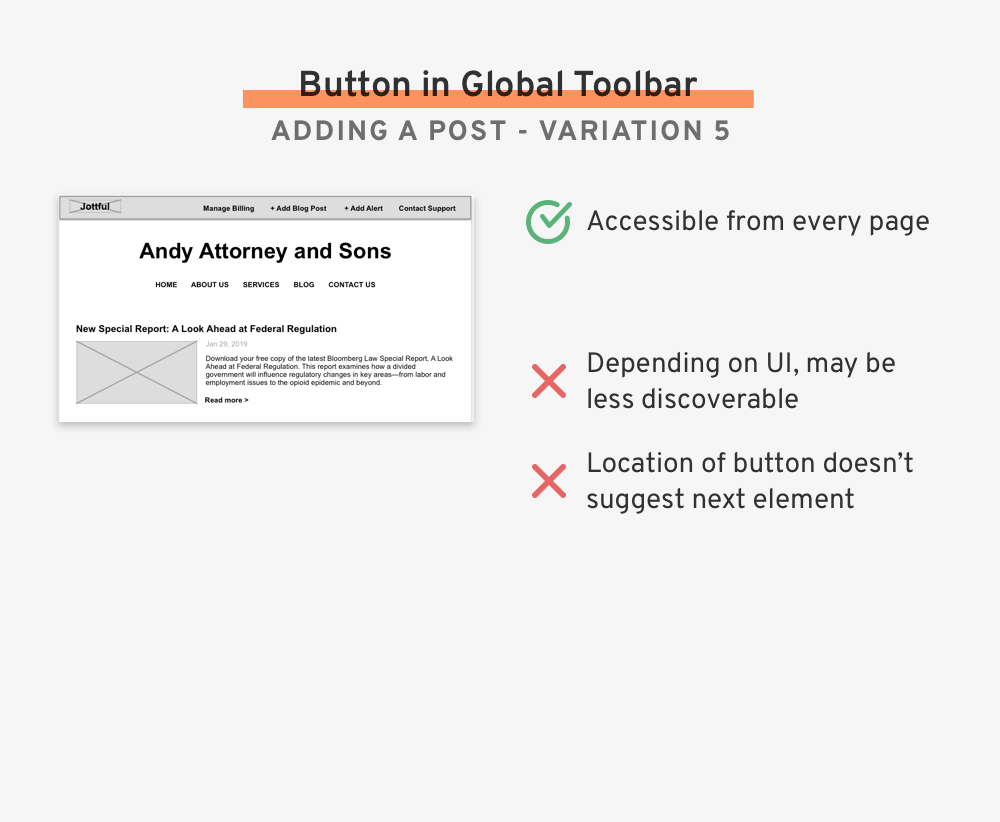 Button in Global Toolbar
ADDING A POST - VARIATION 5
Jottful
Manage Billing + Add Blog Post + Add Alert Contact Support
Andy Attorney and Sons
HOME ABOUT US SERVICES BLOG CONTACT US
New Special Report: A Look Ahead at Federal Regulation
Jan 29, 2019
Download your free copy of the latest Bloomberg Law Special Report, A Look
Ahead at Federal Regulation. This report examines how a divided
government will influence regulatory changes in key areas—from labor and
employment issues to the opioid epidemic and beyond.
Read more >
Accessible from every page
Depending on UI, may be
less discoverable
Location of button doesn’t
suggest next element